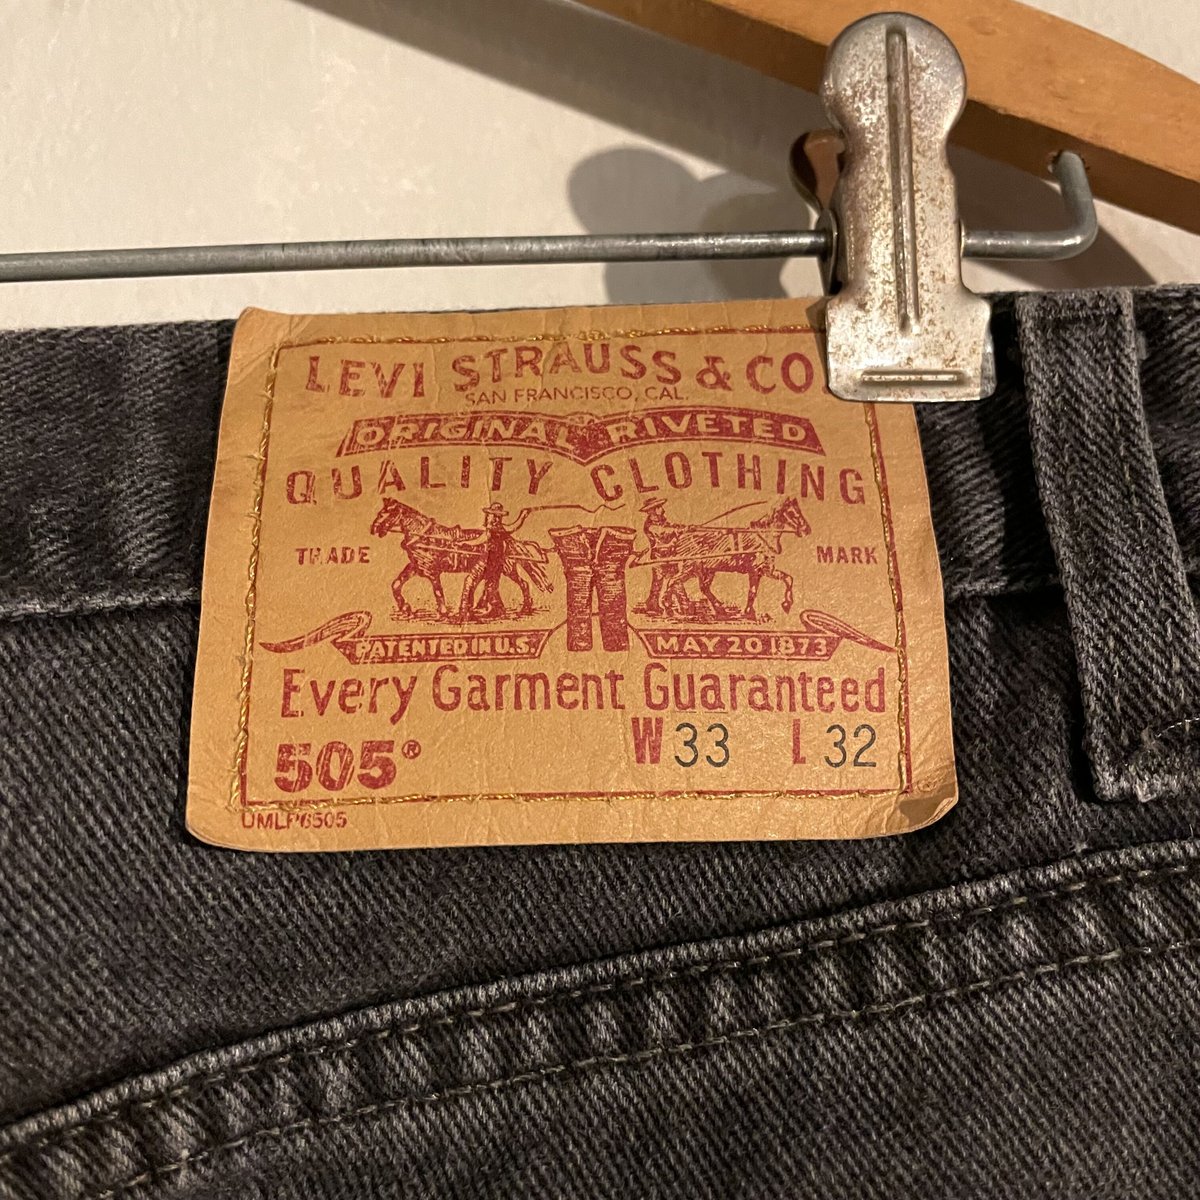 LEVI STRAUSS & CO.
SAN FRANCISCO, CAL.
ORIGINAL RIVETED
QUALITY CLOTHING
TRADE MARK
PATENTED IN U.S. MAY 20 1873
Every Garment Guaranteed
505® W 33 L 32